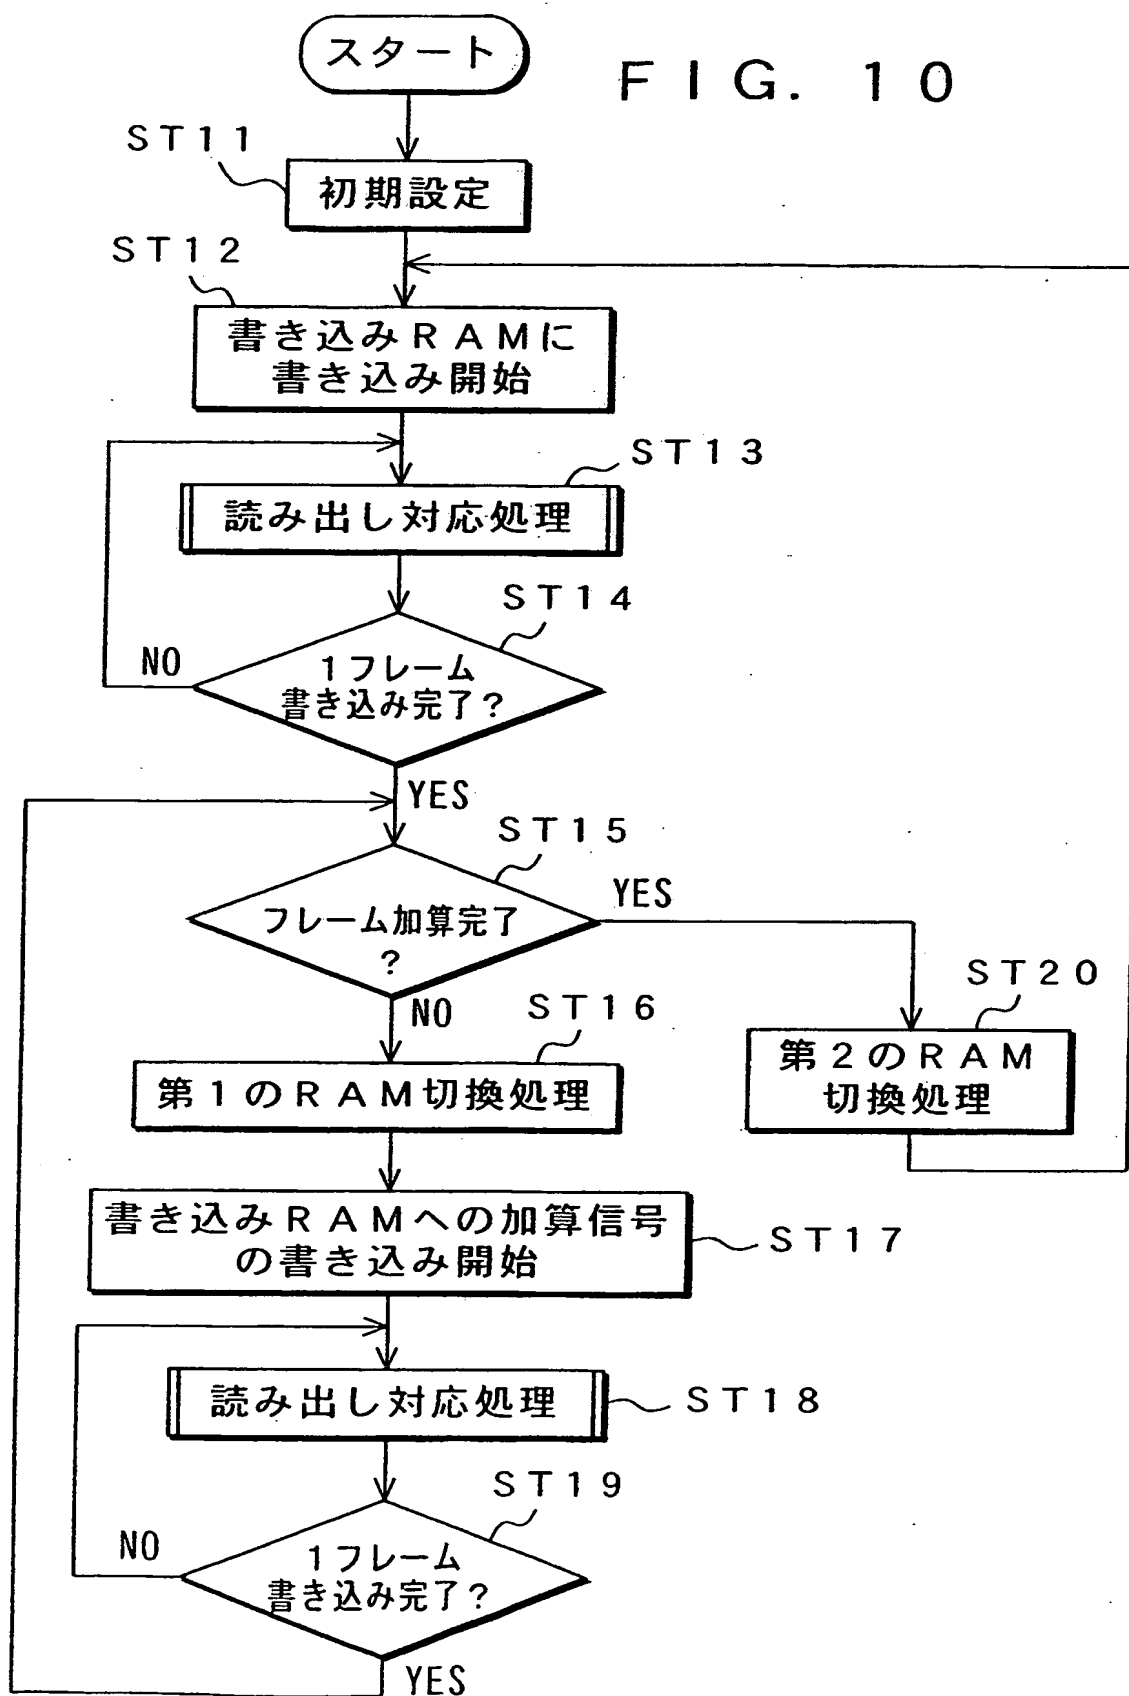 スタート
FIG. 10
ST11
初期設定
ST12
書き込みRAMに
書き込み開始
ST13
読み出し対応処理
ST14
NO
1フレーム
書き込み完了?
YES
ST15
YES
フレーム加算完了
?
NO
ST16
ST20
第1のRAM切換処理
第2のRAM
切換処理
書き込みRAMへの加算信号
の書き込み開始
ST17
読み出し対応処理
ST18
ST19
NO
1フレーム
書き込み完了?
YES